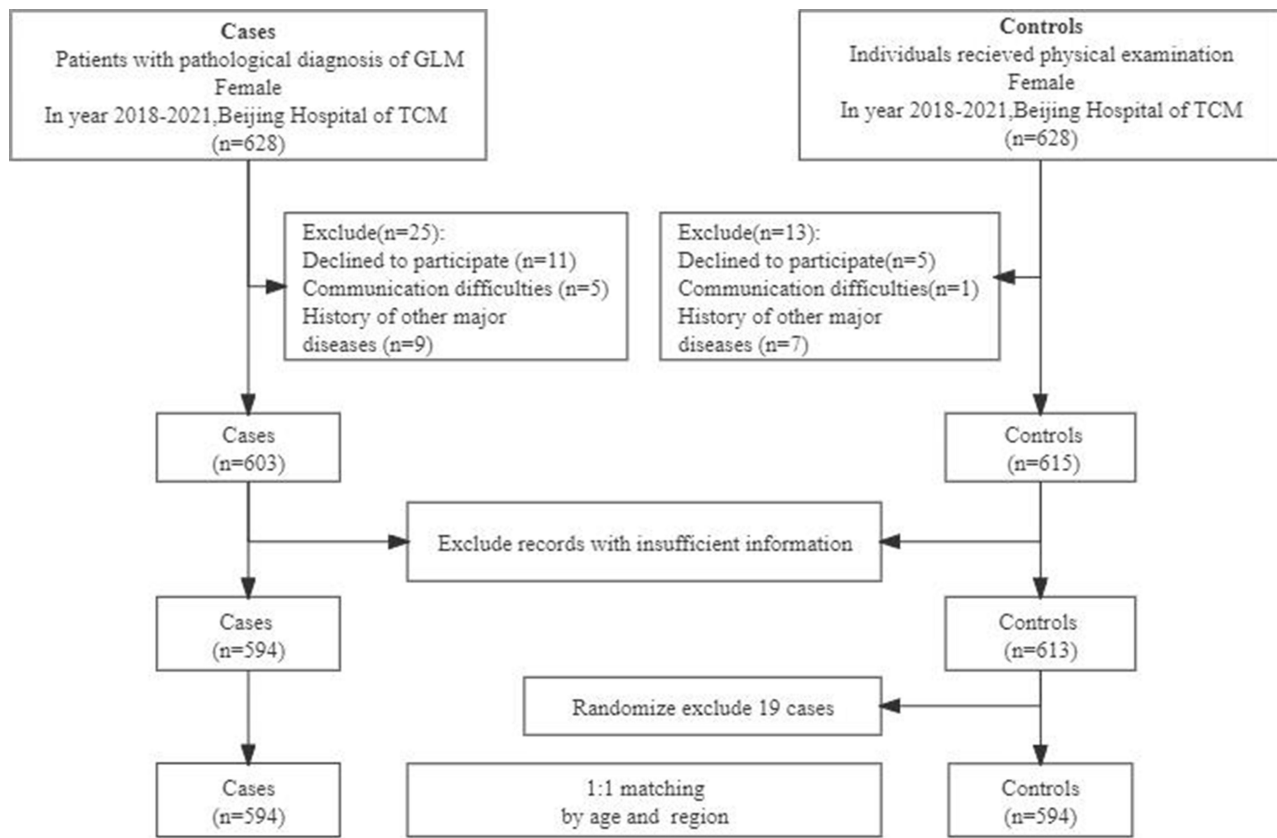 Cases
Patients with pathological diagnosis of GLM
Female
In year 2018-2021,Beijing Hospital of TCM
(n=628)
Controls
Individuals recieved physical examination
Female
In year 2018-2021,Beijing Hospital of TCM
(n=628)
Exclude(n=25):
Declined to participate (n=11)
Communication difficulties (n=5)
History of other major
diseases (n=9)
Exclude(n=13):
Declined to participate(n=5)
Communication difficulties(n=1)
History of other major
diseases (n=7)
Cases
(n=603)
Controls
(n=615)
Exclude records with insufficient information
Cases
(n=594)
Controls
(n=613)
Randomize exclude 19 cases
Cases
(n=594)
1:1 matching
by age and region
Controls
(n=594)